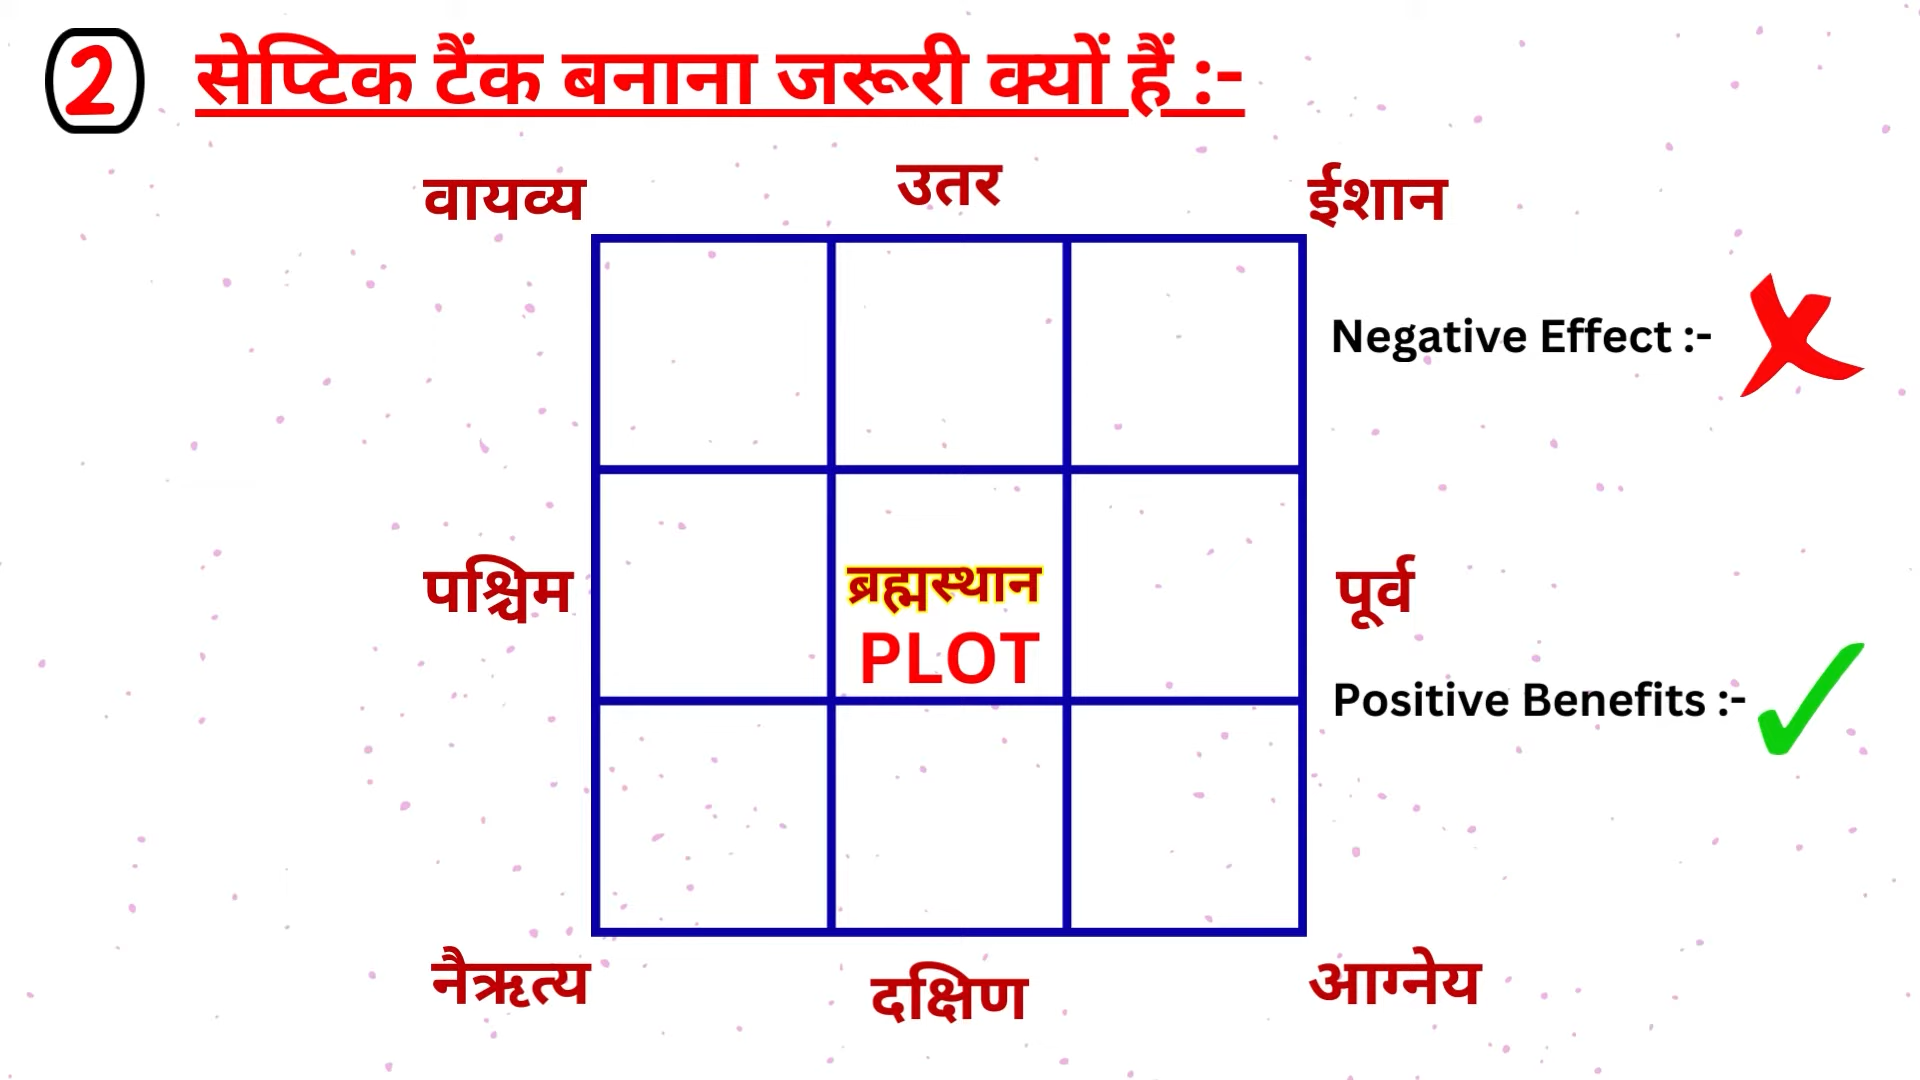 2 सेप्टिक टैंक बनाना जरूरी क्यों हैं :-
वायव्य उतर ईशान
Negative Effect :-
पश्चिम ब्रह्मस्थान पूर्व
PLOT
Positive Benefits :-
नैऋत्य दक्षिण आग्नेय